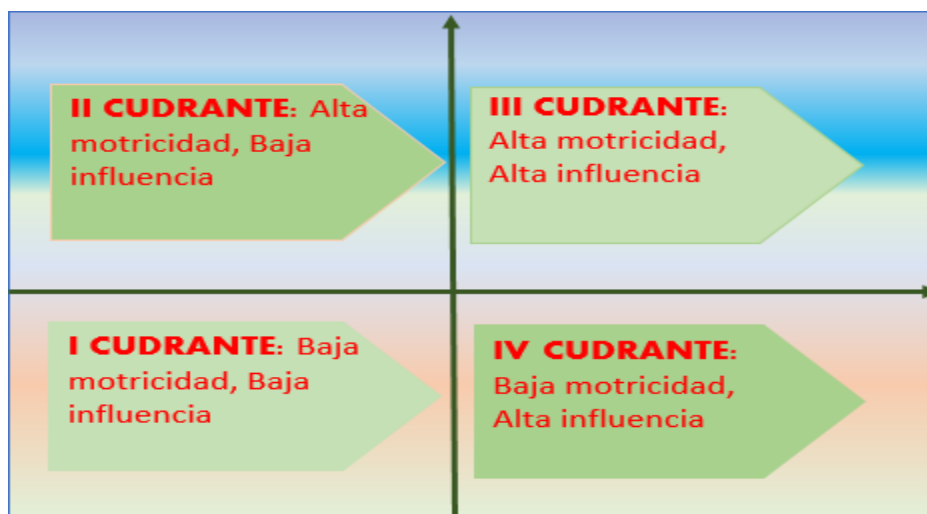 II CUDRANTE: Alta
motricidad, Baja
influencia
III CUDRANTE:
Alta motricidad,
Alta influencia
I CUDRANTE: Baja
motricidad, Baja
influencia
IV CUDRANTE:
Baja motricidad,
Alta influencia